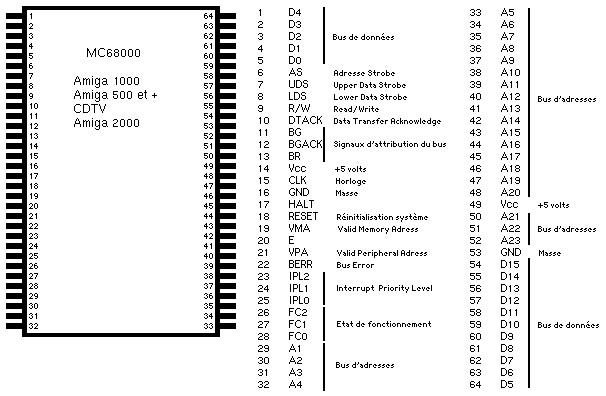 MC68000
Amiga 1000
Amiga 500 et +
CDTV
Amiga 2000
1 64
2 63
3 62
4 61
5 60
6 59
7 58
8 57
9 56
10 55
11 54
12 53
13 52
14 51
15 50
16 49
17 48
18 47
19 46
20 45
21 44
22 43
23 42
24 41
25 40
26 39
27 38
28 37
29 36
30 35
31 34
32 33
1 D4
2 D3
3 D2 Bus de données
4 D1
5 D0
6 AS Adresse Strobe
7 UDS Upper Data Strobe
8 LDS Lower Data Strobe
9 R/W Read/Write
10 DTACK Data Transfer Acknowledge
11 BG
12 BGACK Signaux d'attribution du bus
13 BR
14 Vcc +5 volts
15 CLK Horloge
16 GND Masse
17 HALT
18 RESET Réinitialisation système
19 VMA Valid Memory Adress
20 E
21 VPA Valid Peripheral Adress
22 BERR Bus Error
23 IPL2
24 IPL1 Interrupt Priority Level
25 IPL0
26 FC2
27 FC1 Etat de fonctionnement
28 FC0
29 A1
30 A2 Bus d'adresses
31 A3
32 A4
33 A5
34 A6
35 A7
36 A8
37 A9
38 A10
39 A11
40 A12 Bus d'adresses
41 A13
42 A14
43 A15
44 A16
45 A17
46 A18
47 A19
48 A20
49 Vcc +5 volts
50 A21
51 A22 Bus d'adresses
52 A23
53 GND Masse
54 D15
55 D14
56 D13
57 D12
58 D11
59 D10 Bus de données
60 D9
61 D8
62 D7
63 D6
64 D5